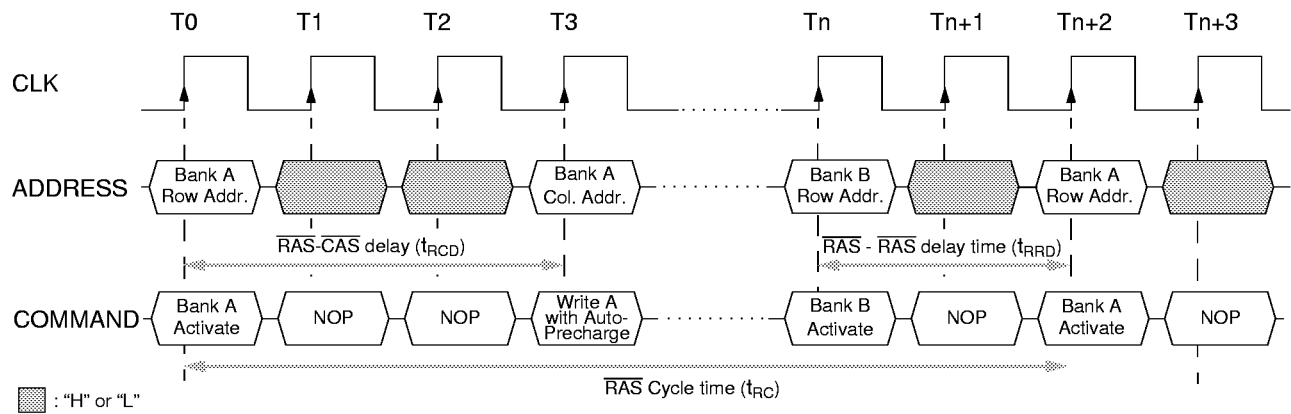 T0 T1 T2 T3 Tn Tn+1 Tn+2 Tn+3
CLK
ADDRESS
Bank A
Row Addr.
Bank A
Col. Addr.
Bank B
Row Addr.
Bank A
Row Addr.
RAS-CAS delay (tRCD)
RAS - RAS delay time (tRRD)
COMMAND
Bank A
Activate
NOP
NOP
Write A
with Auto-
Precharge
Bank B
Activate
NOP
Bank A
Activate
NOP
RAS Cycle time (tRC)
: “H” or “L”